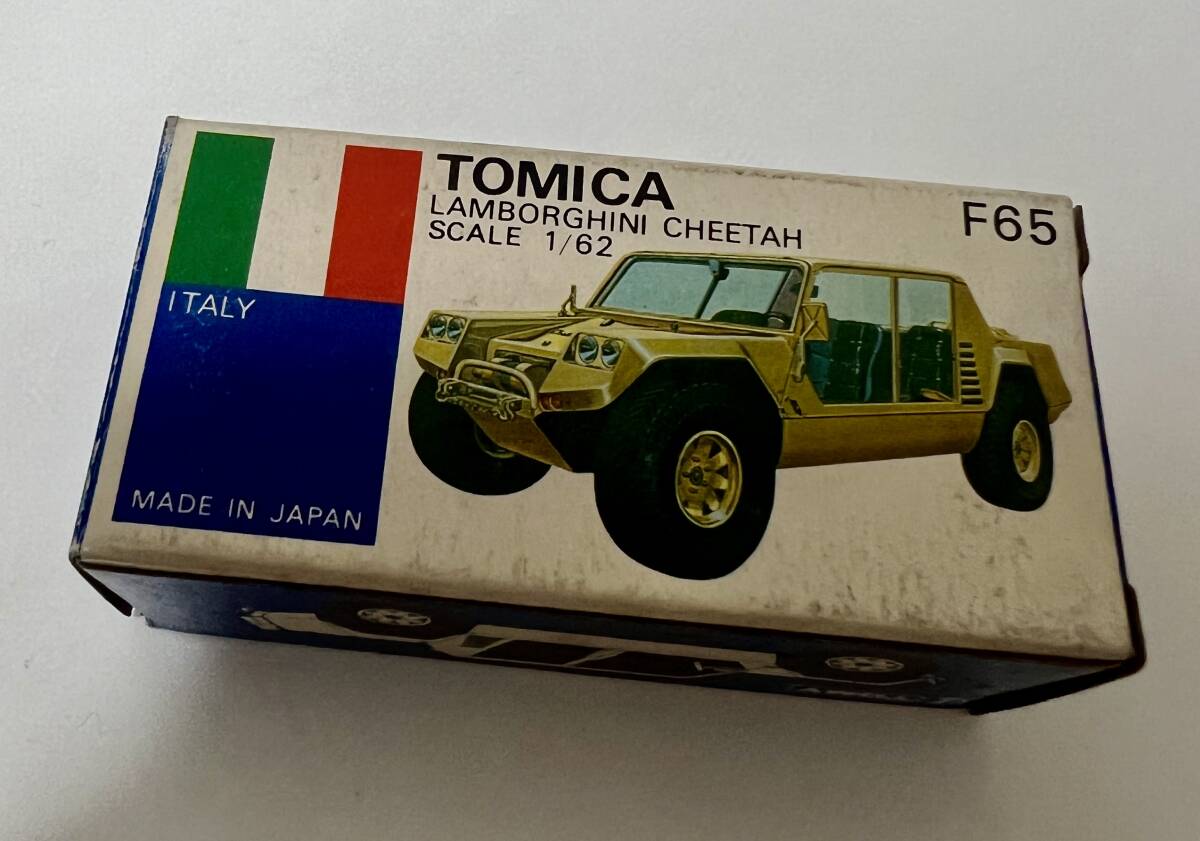 TOMICA
LAMBORGHINI CHEETAH
SCALE 1/62
F65
ITALY
MADE IN JAPAN